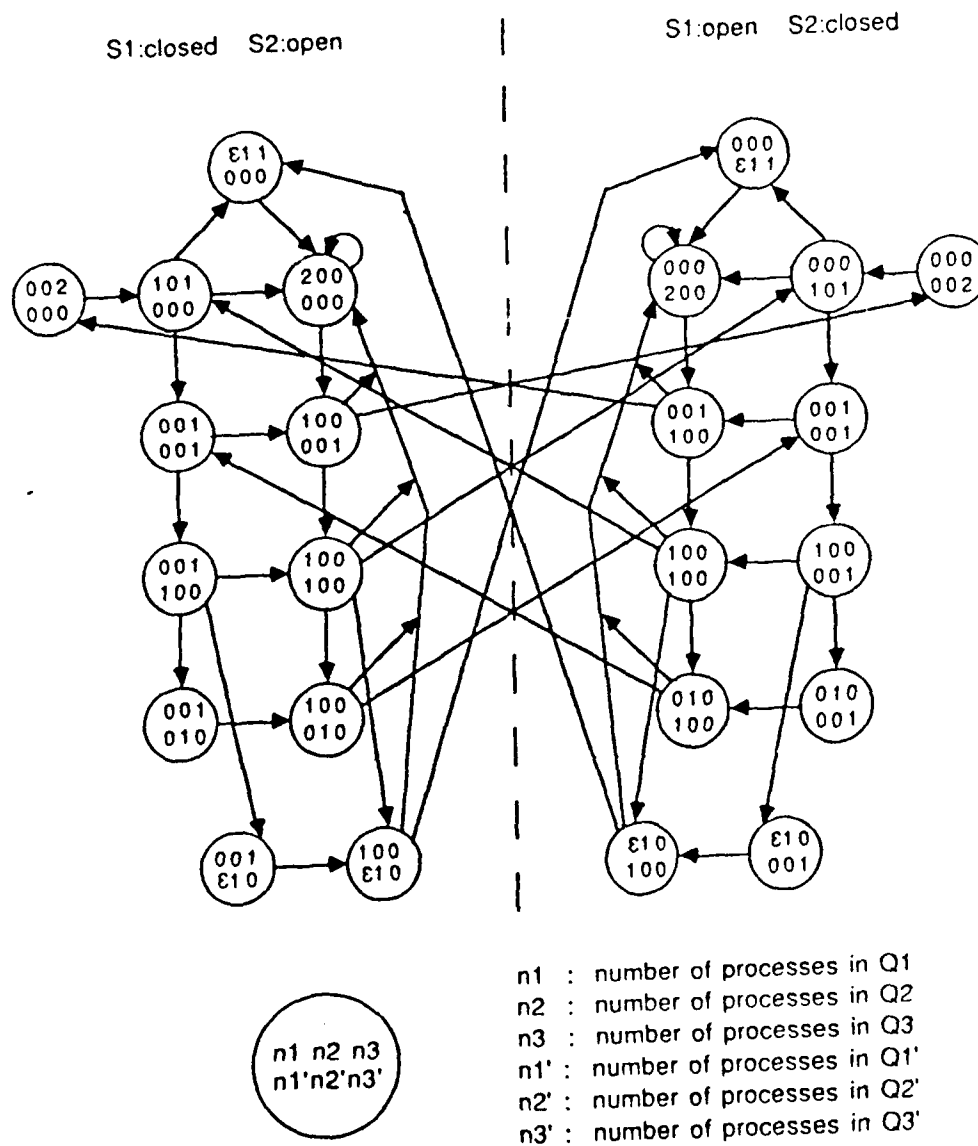 S1:closed S2:open
S1:open S2:closed
ε11
000
000
ε11
002
000
101
000
200
000
000
200
000
101
000
002
001
001
100
001
001
100
001
001
001
100
100
100
100
100
100
001
001
010
100
010
010
100
010
001
001
ε10
100
ε10
ε10
100
ε10
001
n1 n2 n3
n1'n2'n3'
n1 : number of processes in Q1
n2 : number of processes in Q2
n3 : number of processes in Q3
n1' : number of processes in Q1'
n2' : number of processes in Q2'
n3' : number of processes in Q3'